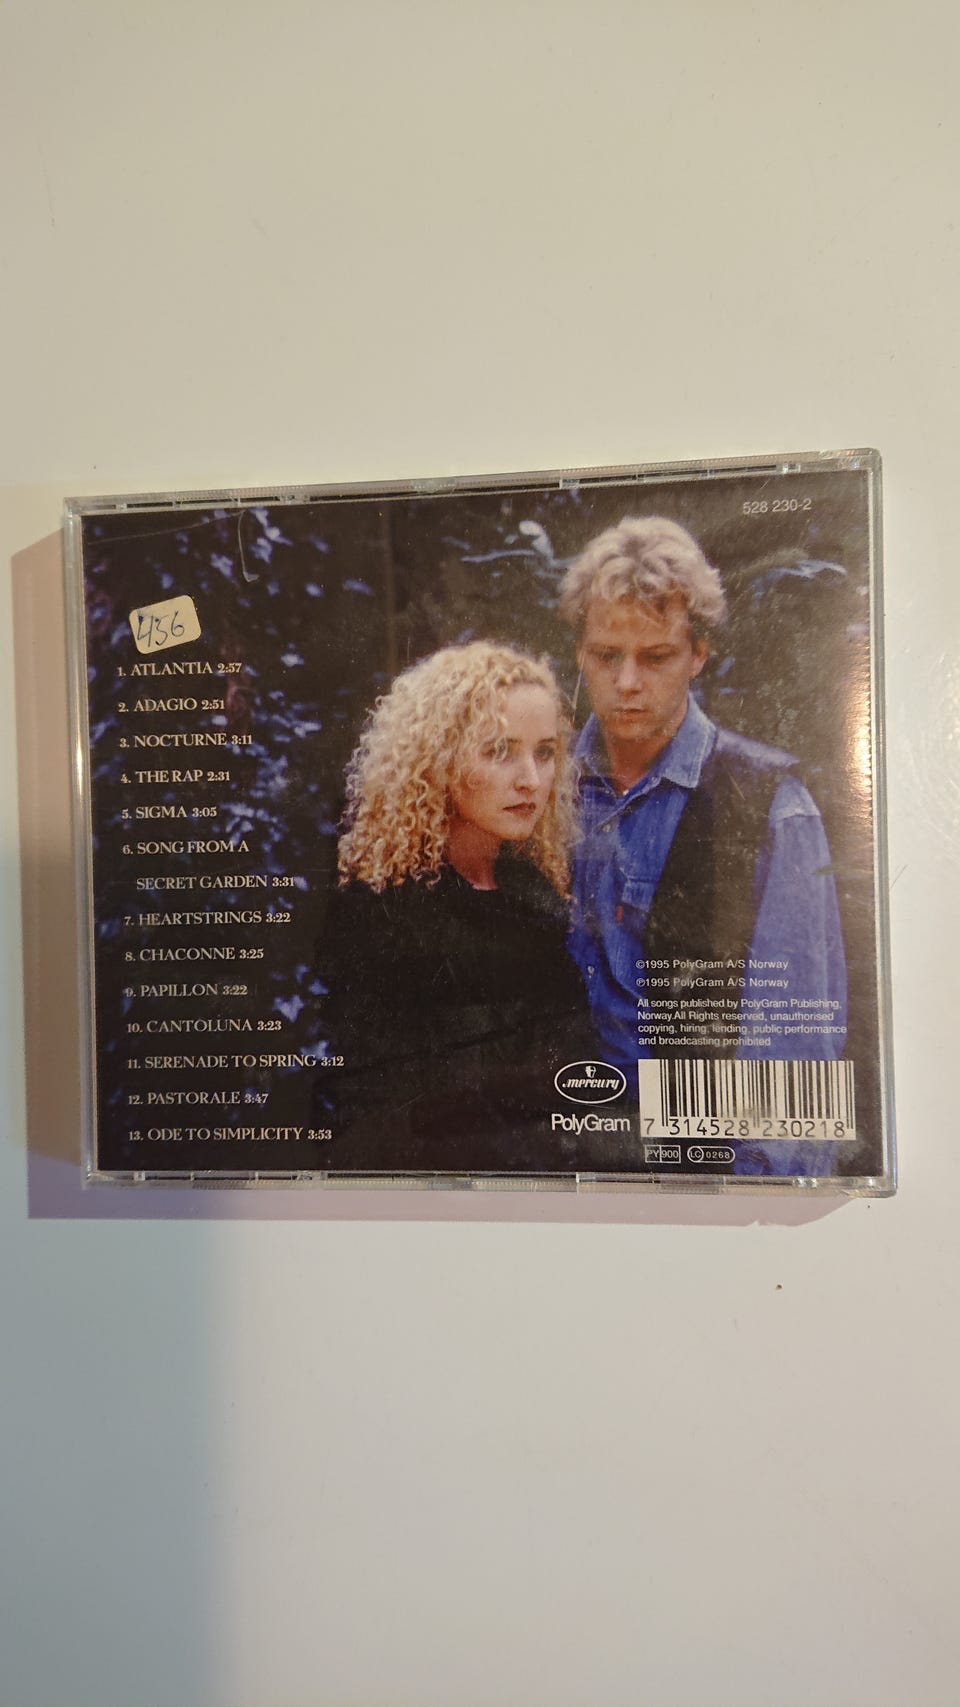 528 230-2
456
1. ATLANTIA 2:57
2. ADAGIO 2:51
3. NOCTURNE 3:11
4. THE RAP 2:31
5. SIGMA 3:05
6. SONG FROM A
SECRET GARDEN 3:31
7. HEARTSTRINGS 3:22
8. CHACONNE 3:25
9. PAPILLON 3:22
10. CANTOLUNA 3:23
11. SERENADE TO SPRING 3:12
12. PASTORALE 3:47
13. ODE TO SIMPLICITY 3:53
©1995 PolyGram A/S Norway
℗1995 PolyGram A/S Norway
All songs published by PolyGram Publishing,
Norway.All Rights reserved, unauthorised
copying, hiring, lending, public performance
and broadcasting prohibited
mercury
PolyGram
7 314528 230218
PY 900
LC 0268